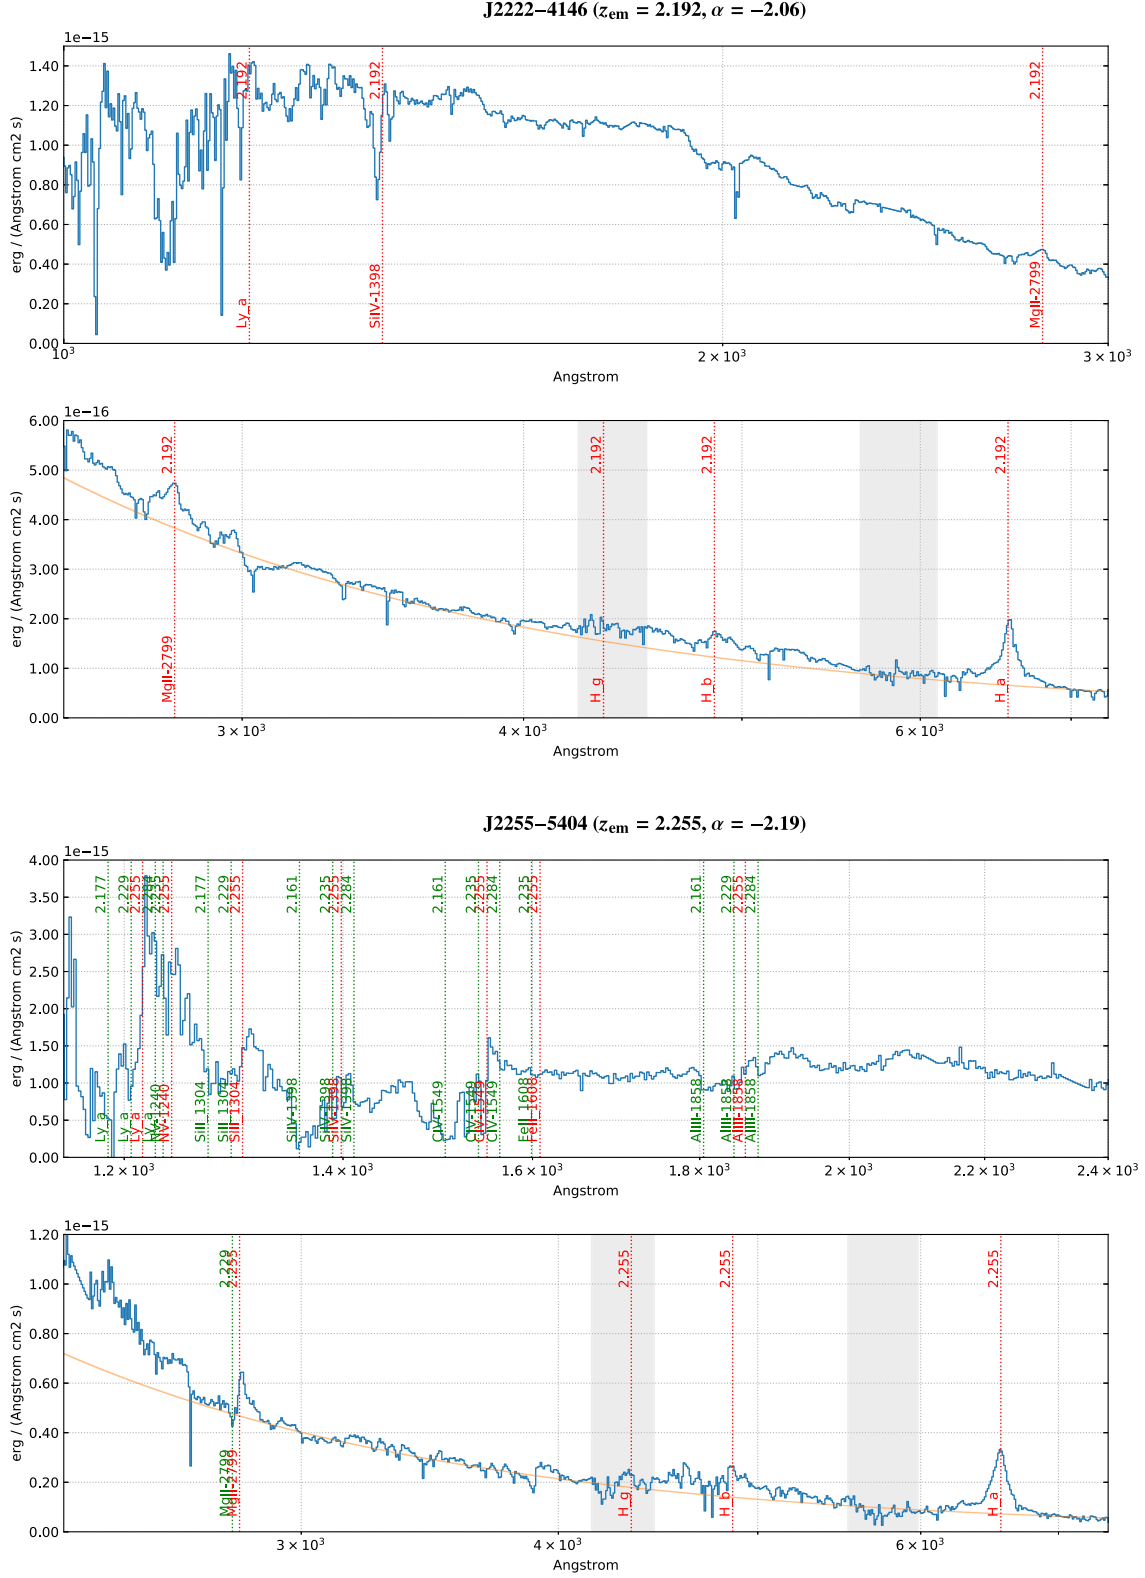 J2222−4146 (z_em = 2.192, α = −2.06)
1e−15
1.40
1.20
1.00
0.80
0.60
0.40
0.20
0.00
erg / (Angstrom cm2 s)
2.192
2.192
2.192
Ly_a
SiIV-1398
MgII-2799
10^3
2 × 10^3
3 × 10^3
Angstrom
1e−16
6.00
5.00
4.00
3.00
2.00
1.00
0.00
erg / (Angstrom cm2 s)
2.192
2.192
2.192
2.192
MgII-2799
H_g
H_b
H_a
3 × 10^3
4 × 10^3
6 × 10^3
Angstrom
J2255−5404 (z_em = 2.255, α = −2.19)
1e−15
4.00
3.50
3.00
2.50
2.00
1.50
1.00
0.50
0.00
erg / (Angstrom cm2 s)
2.177
2.229
2.255
2.235
2.255
2.177
2.229
2.255
2.161
2.235
2.255
2.284
2.161
2.235
2.255
2.284
2.235
2.255
2.161
2.229
2.255
2.284
Ly_a
Ly_a
Ly_a
Ly_a
NV-1240
NV-1240
SiII_1304
SiII_1304
SiII_1304
SiIV-1398
SiIV-1398
SiIV-1398
SiIV-1398
CIV-1549
CIV-1549
CIV-1549
CIV-1549
FeII_1608
FeII_1608
AlIII-1858
AlIII-1858
AlIII-1858
AlIII-1858
1.2 × 10^3
1.4 × 10^3
1.6 × 10^3
1.8 × 10^3
2 × 10^3
2.2 × 10^3
2.4 × 10^3
Angstrom
1e−15
1.20
1.00
0.80
0.60
0.40
0.20
0.00
erg / (Angstrom cm2 s)
2.229
2.255
2.255
2.255
2.255
MgII-2799
MgII-2799
H_g
H_b
H_a
3 × 10^3
4 × 10^3
6 × 10^3
Angstrom